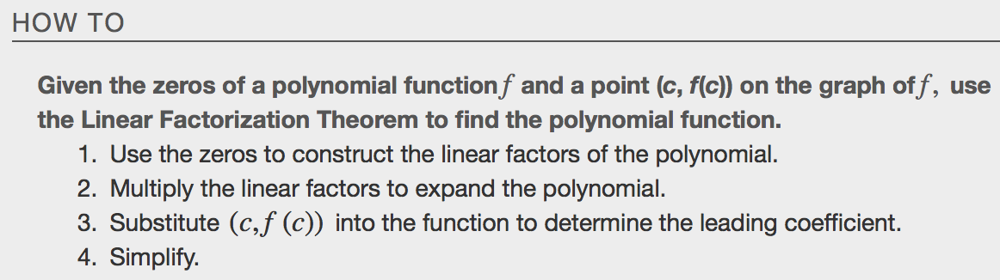 HOW TO
Given the zeros of a polynomial function f and a point (c, f(c)) on the graph of f, use
the Linear Factorization Theorem to find the polynomial function.
1. Use the zeros to construct the linear factors of the polynomial.
2. Multiply the linear factors to expand the polynomial.
3. Substitute (c, f (c)) into the function to determine the leading coefficient.
4. Simplify.